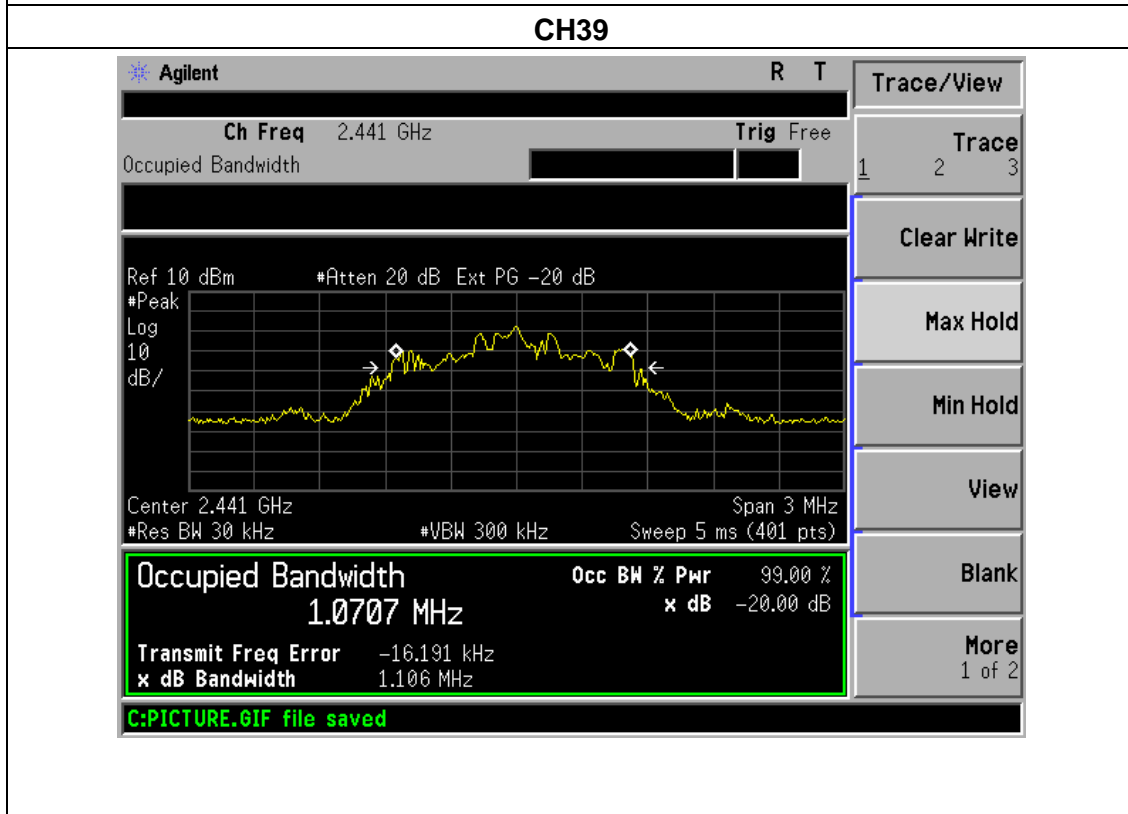 CH39
Agilent R T
Trace/View
Ch Freq 2.441 GHz Trig Free
Occupied Bandwidth
Trace
1 2 3
Clear Write
Ref 10 dBm #Atten 20 dB Ext PG -20 dB
#Peak
Log
10
dB/
Max Hold
Min Hold
View
Center 2.441 GHz Span 3 MHz
#Res BW 30 kHz #VBW 300 kHz Sweep 5 ms (401 pts)
Occupied Bandwidth Occ BW % Pwr 99.00 %
1.0707 MHz x dB -20.00 dB
Blank
Transmit Freq Error -16.191 kHz
x dB Bandwidth 1.106 MHz
More
1 of 2
C:PICTURE.GIF file saved